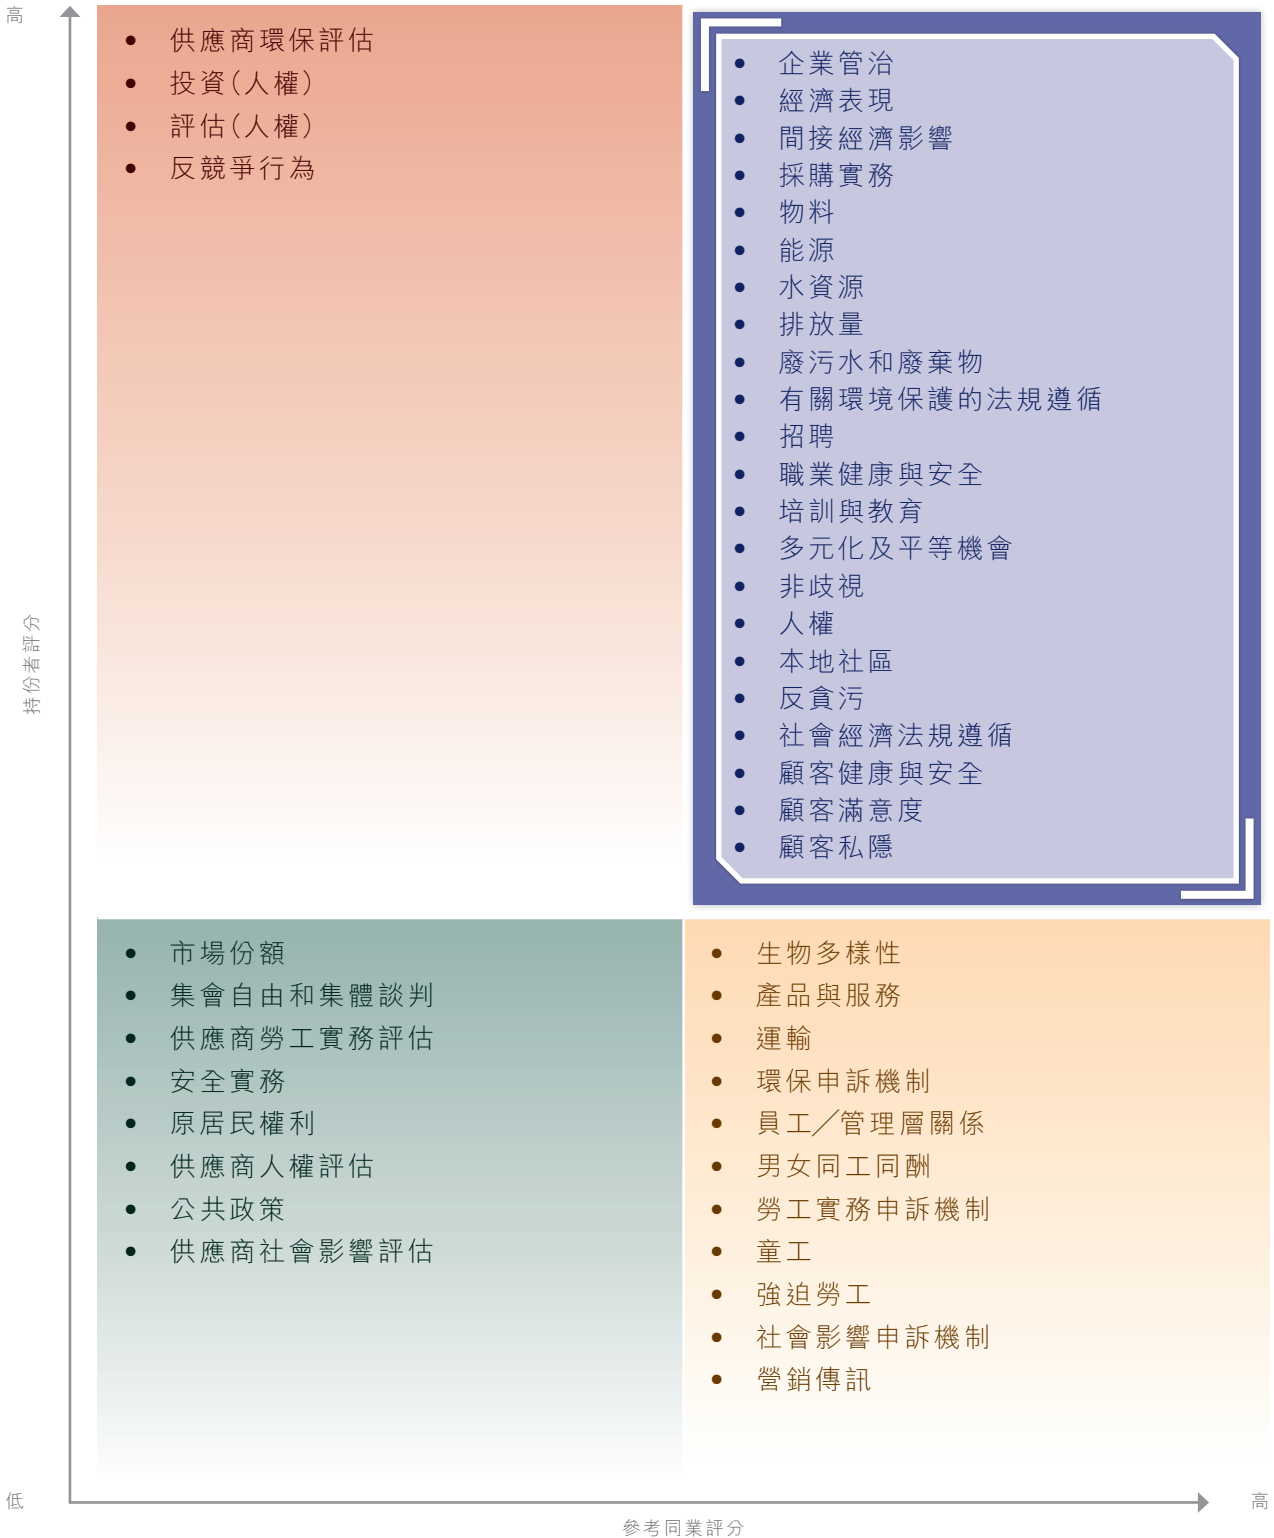 高
持份者評分
供應商環保評估
投資(人權)
評估(人權)
反競爭行為
企業管治
經濟表現
間接經濟影響
採購實務
物料
能源
水資源
排放量
廢污水和廢棄物
有關環境保護的法規遵循
招聘
職業健康與安全
培訓與教育
多元化及平等機會
非歧視
人權
本地社區
反貪污
社會經濟法規遵循
顧客健康與安全
顧客滿意度
顧客私隱
市場份額
集會自由和集體談判
供應商勞工實務評估
安全實務
原居民權利
供應商人權評估
公共政策
供應商社會影響評估
生物多樣性
產品與服務
運輸
環保申訴機制
員工／管理層關係
男女同工同酬
勞工實務申訴機制
童工
強迫勞工
社會影響申訴機制
營銷傳訊
低
高
參考同業評分